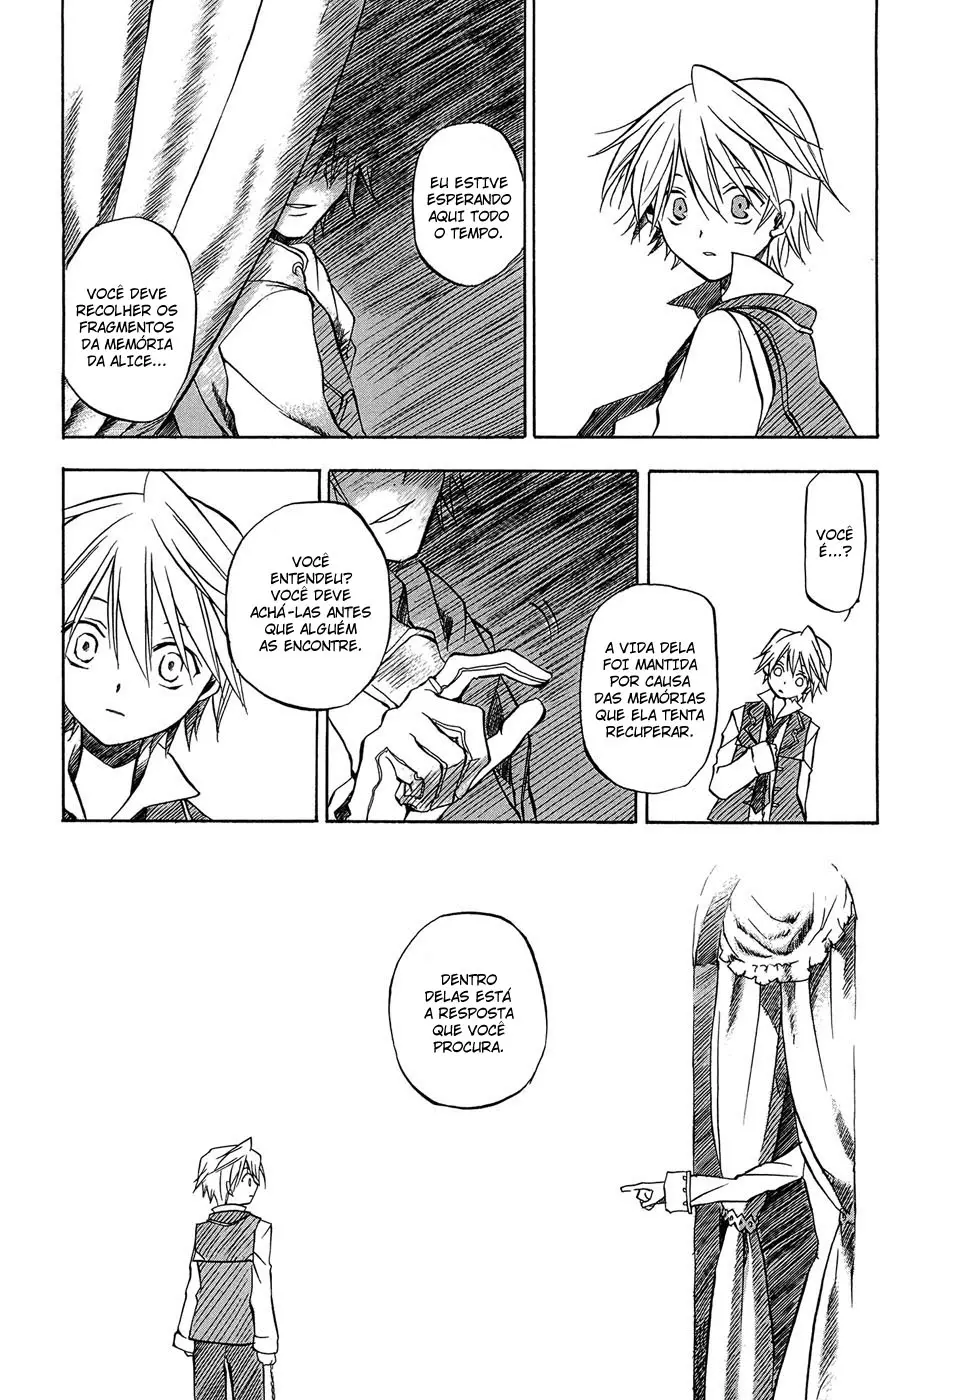 EU ESTIVE
ESPERANDO
AQUI TODO
O TEMPO.
VOCÊ DEVE
RECOLHER OS
FRAGMENTOS
DA MEMÓRIA
DA ALICE...
VOCÊ
É...?
A VIDA DELA
FOI MANTIDA
POR CAUSA
DAS MEMÓRIAS
QUE ELA TENTA
RECUPERAR.
VOCÊ
ENTENDEU?
VOCÊ DEVE
ACHÁ-LAS ANTES
QUE ALGUÉM
AS ENCONTRE.
DENTRO
DELAS ESTÁ
A RESPOSTA
QUE VOCÊ
PROCURA.